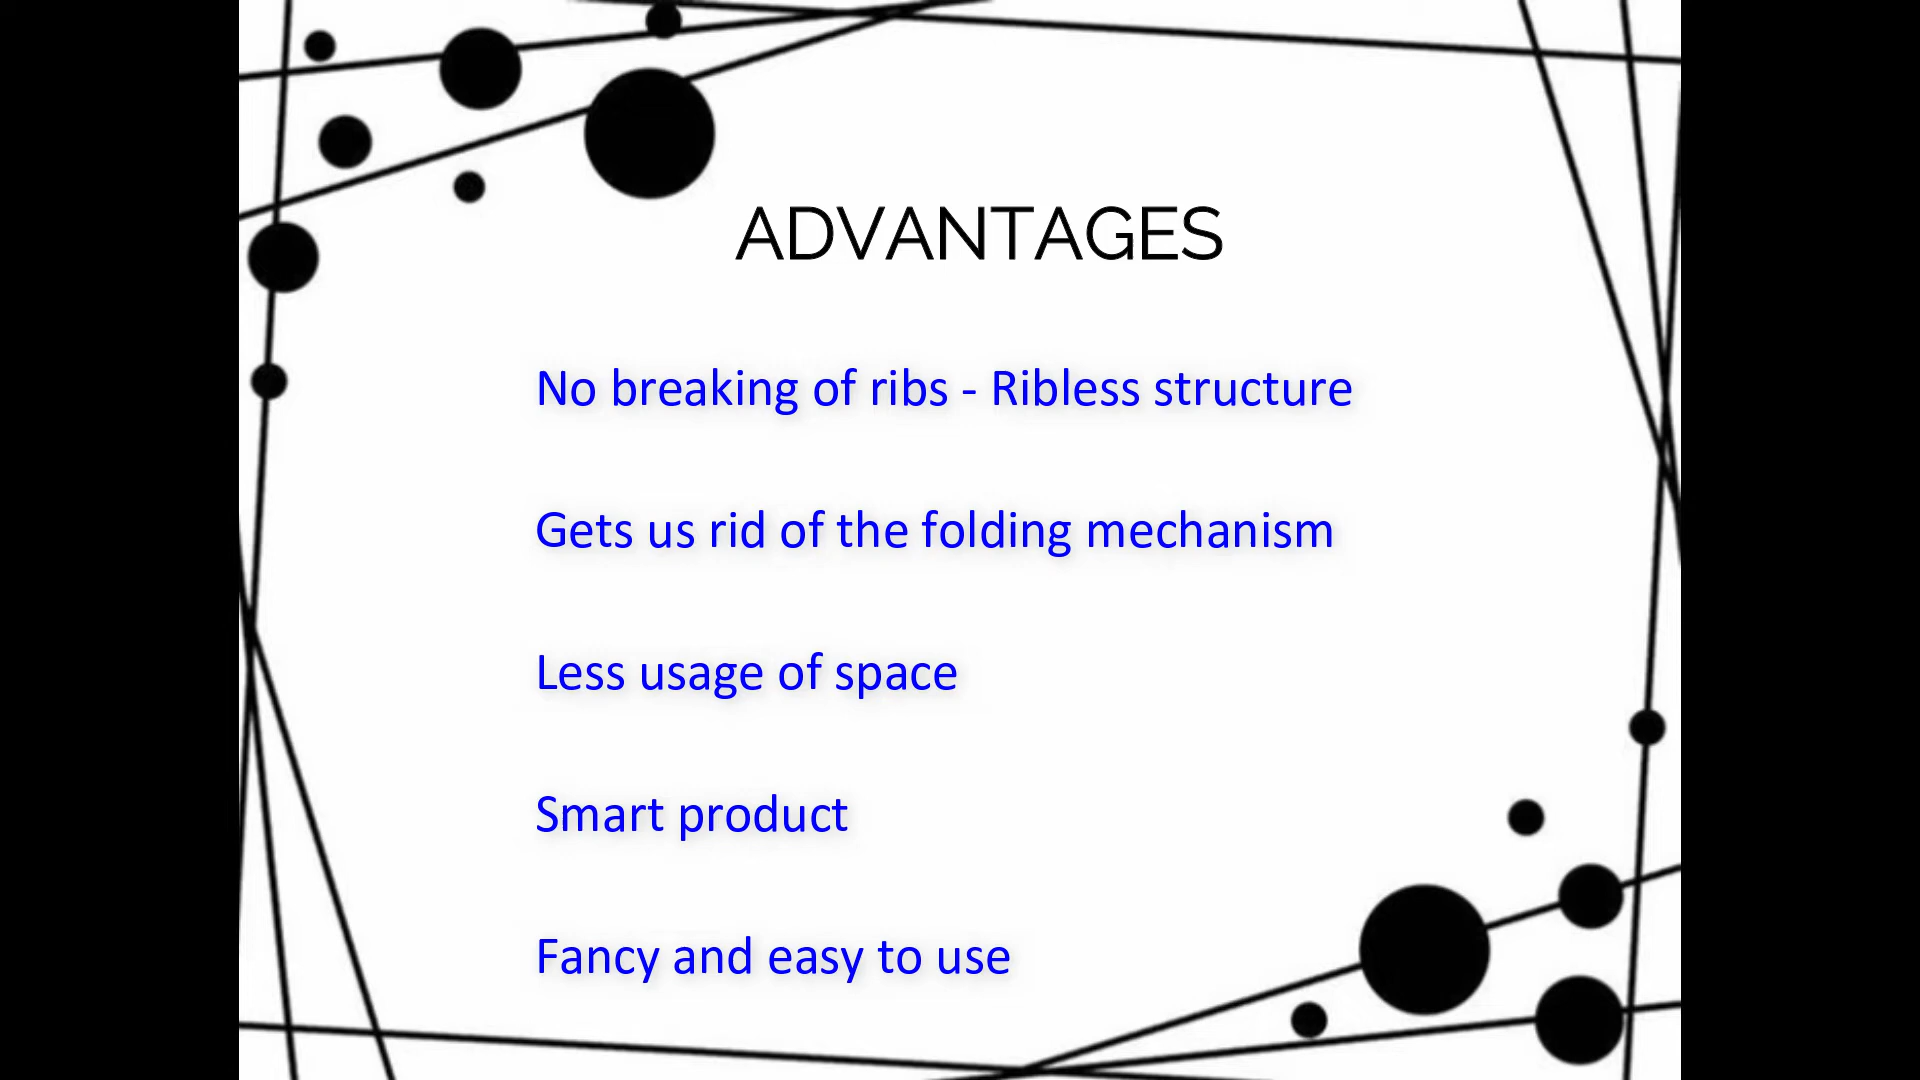 ADVANTAGES
No breaking of ribs - Ribless structure
Gets us rid of the folding mechanism
Less usage of space
Smart product
Fancy and easy to use